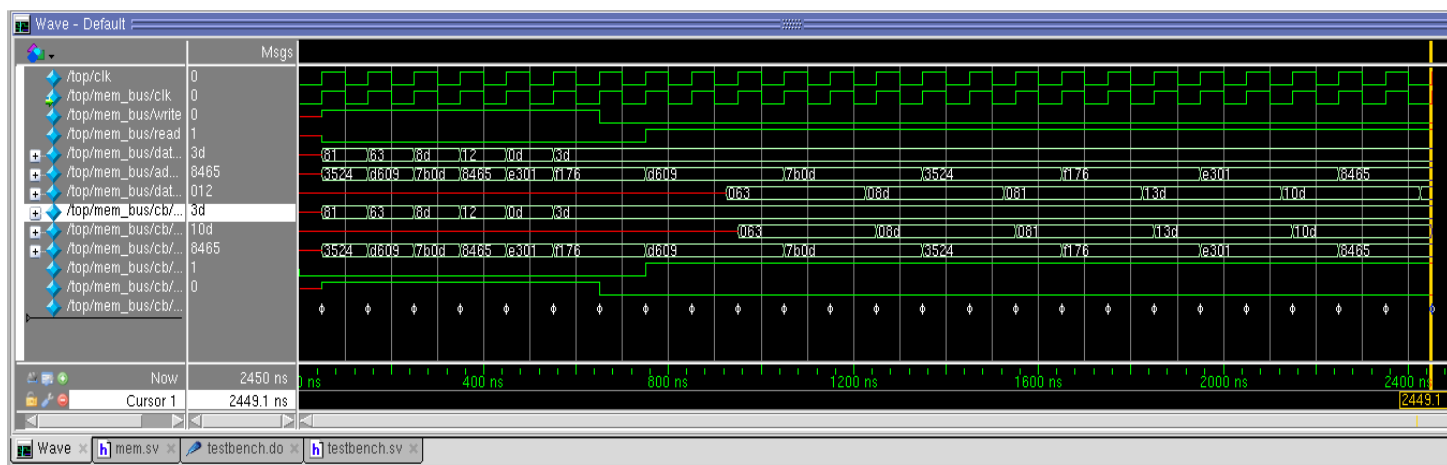 Wave - Default
Msgs
/top/clk 0
/top/mem_bus/clk 0
/top/mem_bus/write 0
/top/mem_bus/read 1
/top/mem_bus/dat... 3d 81 63 8d 12 0d 3d
/top/mem_bus/ad... 8465 3524 d609 7b0d 8465 e301 f176 d609 7b0d 3524 f176 e301 8465
/top/mem_bus/dat... 012 063 08d 081 13d 10d
/top/mem_bus/cb/... 3d 81 63 8d 12 0d 3d
/top/mem_bus/cb/... 10d 063 08d 081 13d 10d
/top/mem_bus/cb/... 8465 3524 d609 7b0d 8465 e301 f176 d609 7b0d 3524 f176 e301 8465
/top/mem_bus/cb/... 1
/top/mem_bus/cb/... 0
/top/mem_bus/cb/...
Now 2450 ns ns 400 ns 800 ns 1200 ns 1600 ns 2000 ns 2400 n
Cursor 1 2449.1 ns 2449.1
Wave mem.sv testbench.do testbench.sv